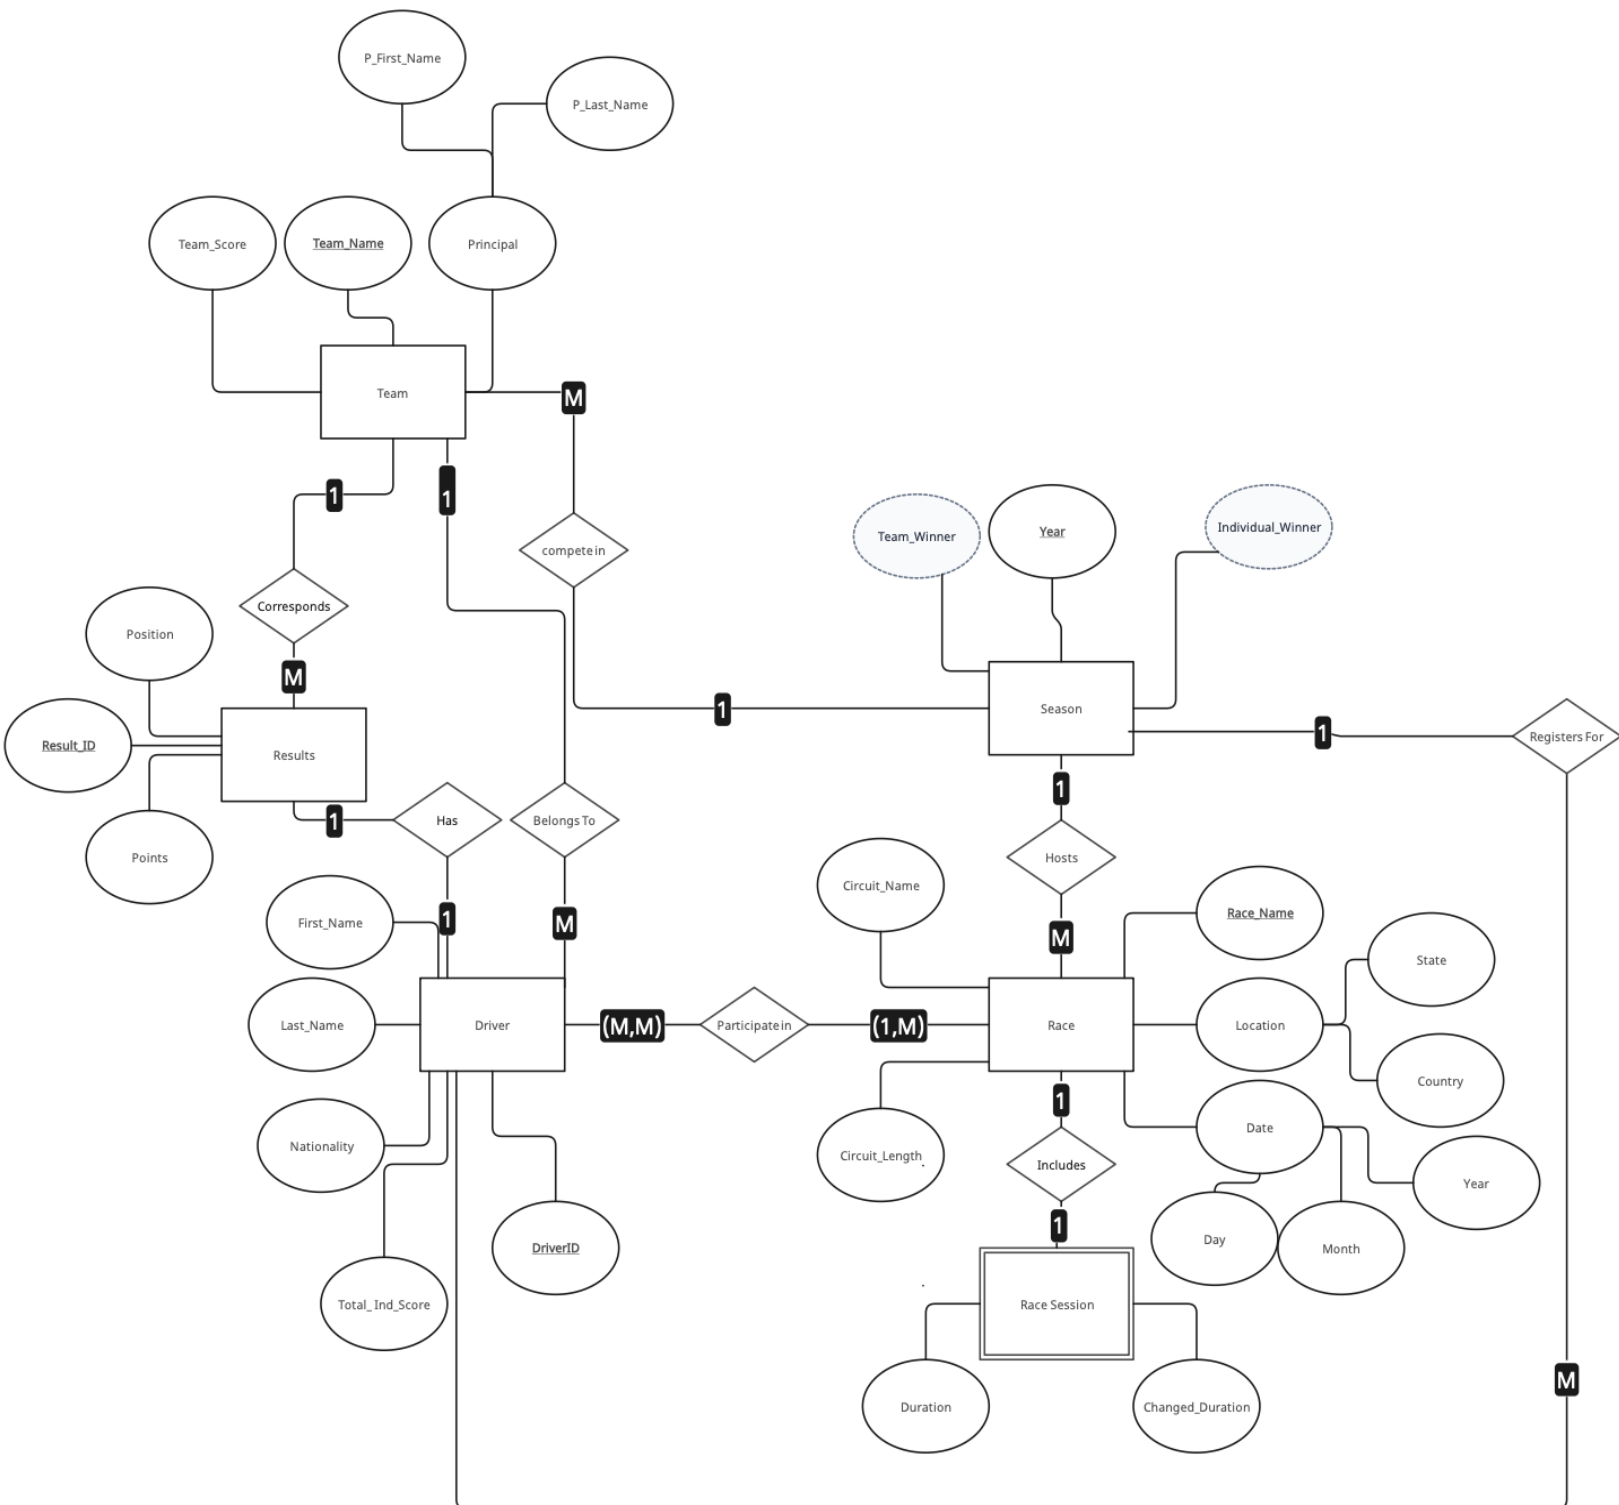 P_First_Name
P_Last_Name
Team_Score
Team_Name
Principal
Team
M
1
1
compete in
Team_Winner
Year
Individual_Winner
Corresponds
Position
M
Season
1
1
Registers For
Result_ID
Results
1
Has
Belongs To
1
Hosts
Points
Circuit_Name
First_Name
1
M
M
Race_Name
State
Last_Name
Driver
(M,M)
Participate in
(1,M)
Race
Location
Country
1
Date
Nationality
Circuit_Length
Includes
Year
1
Day
Month
DriverID
Total_ Ind_Score
Race Session
M
Duration
Changed_Duration